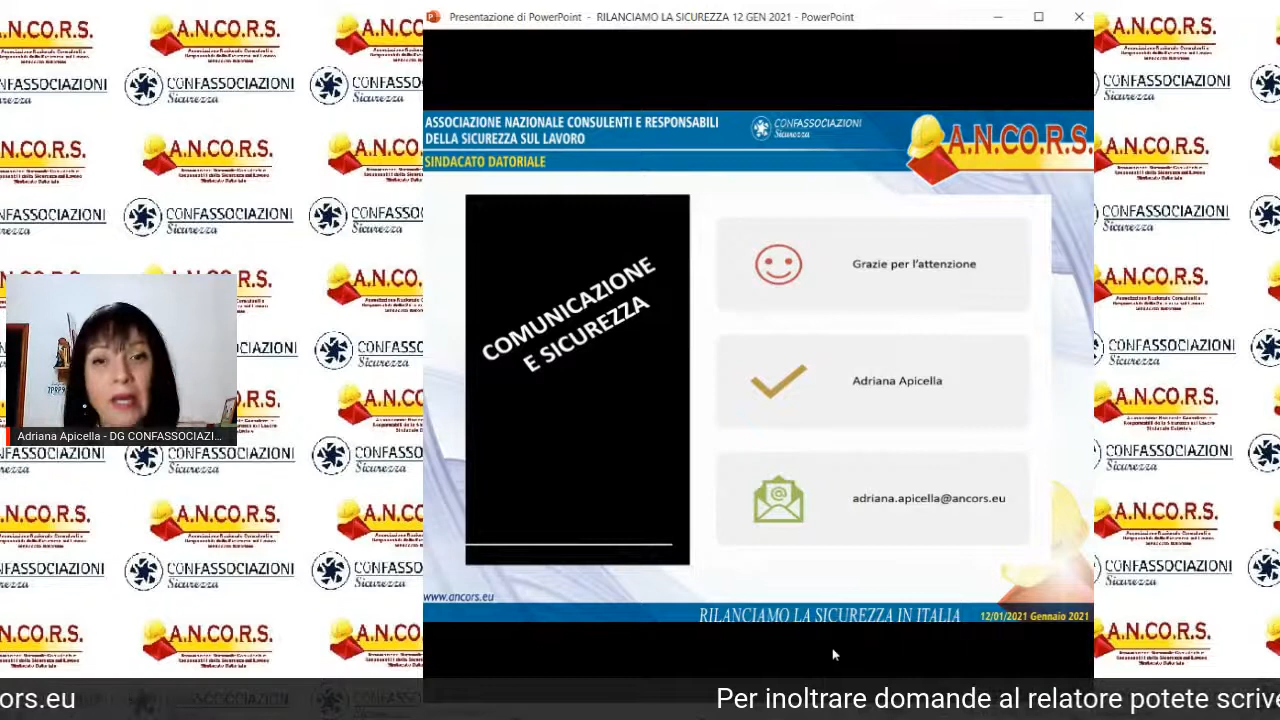 Presentazione di PowerPoint - RILANCIAMO LA SICUREZZA 12 GEN 2021 - PowerPoint
ASSOCIAZIONE NAZIONALE CONSULENTI E RESPONSABILI
DELLA SICUREZZA SUL LAVORO
SINDACATO DATORIALE
CONFASSOCIAZIONI
Sicurezza
A.N.CO.R.S.
COMUNICAZIONE
E SICUREZZA
Grazie per l'attenzione
Adriana Apicella
adriana.apicella@ancors.eu
www.ancors.eu
RILANCIAMO LA SICUREZZA IN ITALIA
12/01/2021 Gennaio 2021
Adriana Apicella - DG CONFASSOCIAZI...
A.N.CO.R.S.
CONFASSOCIAZIONI
Sicurezza
ors.eu
Per inoltrare domande al relatore potete scrive